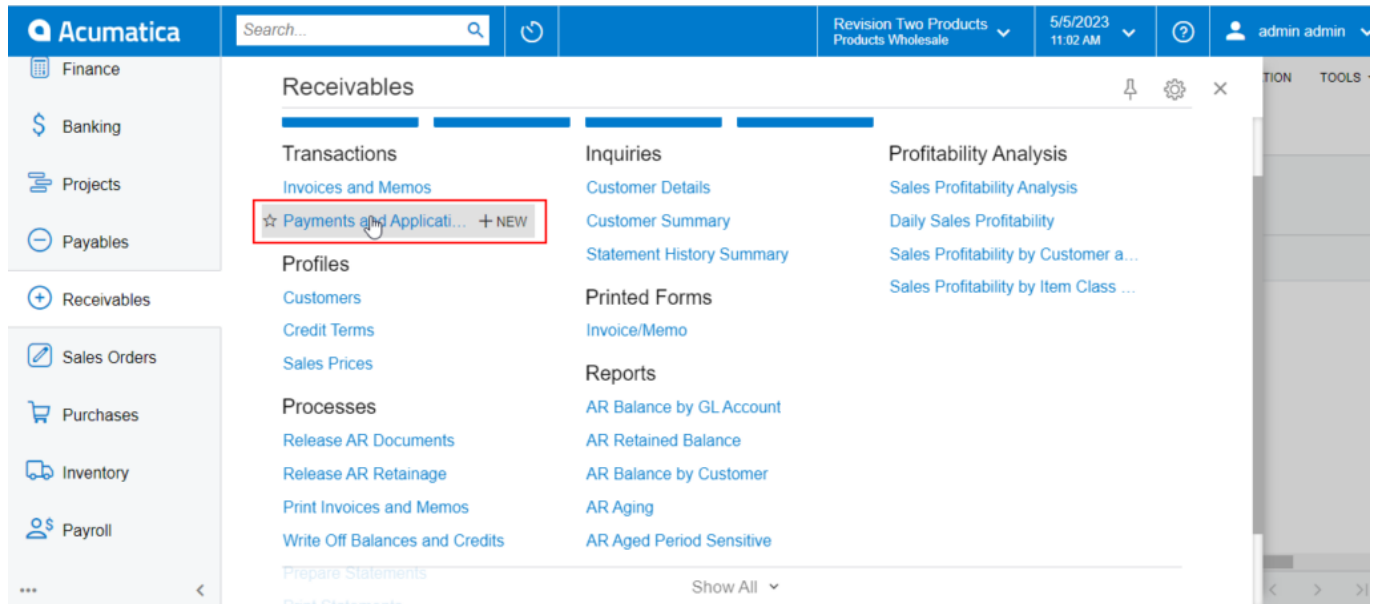 Acumatica
Search...
Revision Two Products
Products Wholesale
5/5/2023
11:02 AM
admin admin
Finance
Banking
Projects
Payables
Receivables
Sales Orders
Purchases
Inventory
Payroll
Receivables
TION TOOLS
Transactions
Invoices and Memos
Payments and Applicati... + NEW
Profiles
Customers
Credit Terms
Sales Prices
Processes
Release AR Documents
Release AR Retainage
Print Invoices and Memos
Write Off Balances and Credits
Prepare Statements
Print Statements
Inquiries
Customer Details
Customer Summary
Statement History Summary
Printed Forms
Invoice/Memo
Reports
AR Balance by GL Account
AR Retained Balance
AR Balance by Customer
AR Aging
AR Aged Period Sensitive
Profitability Analysis
Sales Profitability Analysis
Daily Sales Profitability
Sales Profitability by Customer a...
Sales Profitability by Item Class ...
Show All